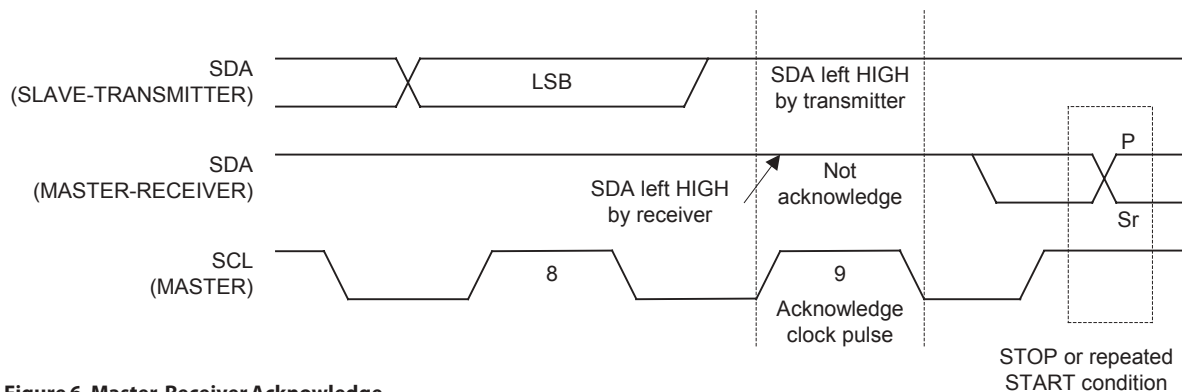 SDA
(SLAVE-TRANSMITTER)
LSB
SDA left HIGH
by transmitter
SDA
(MASTER-RECEIVER)
SDA left HIGH
by receiver
Not
acknowledge
P
Sr
SCL
(MASTER)
8
9
Acknowledge
clock pulse
STOP or repeated
START condition
Figure 6. Master-Receiver Acknowledge